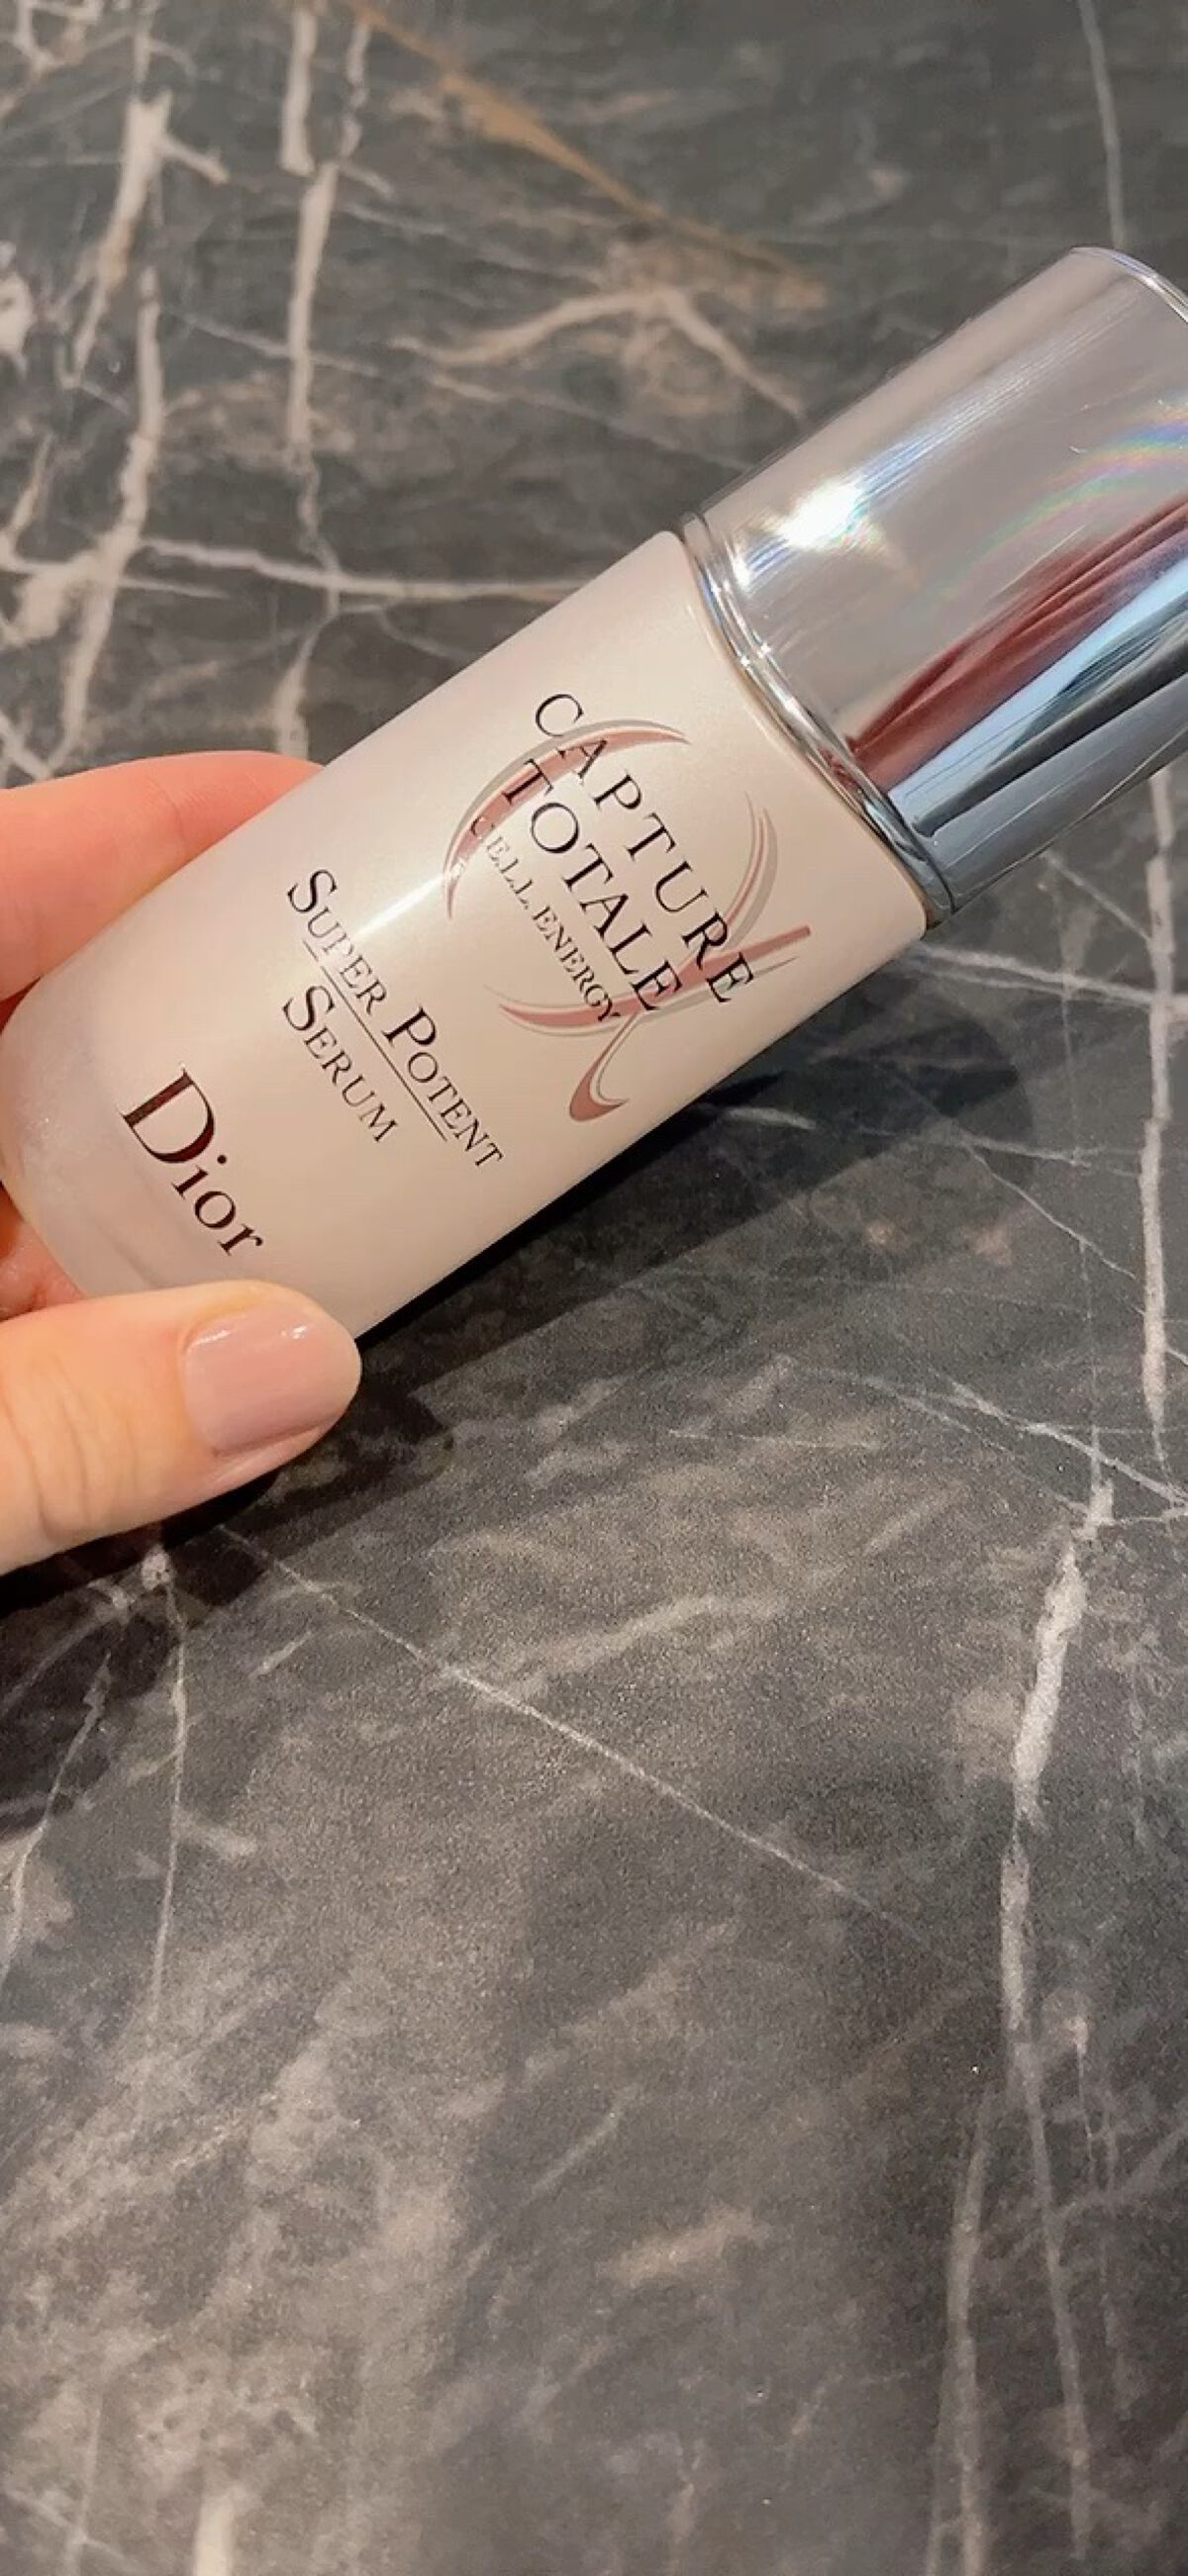 CAPTURE
TOTALE
CELL ENERGY
SUPER POTENT
SERUM
Dior